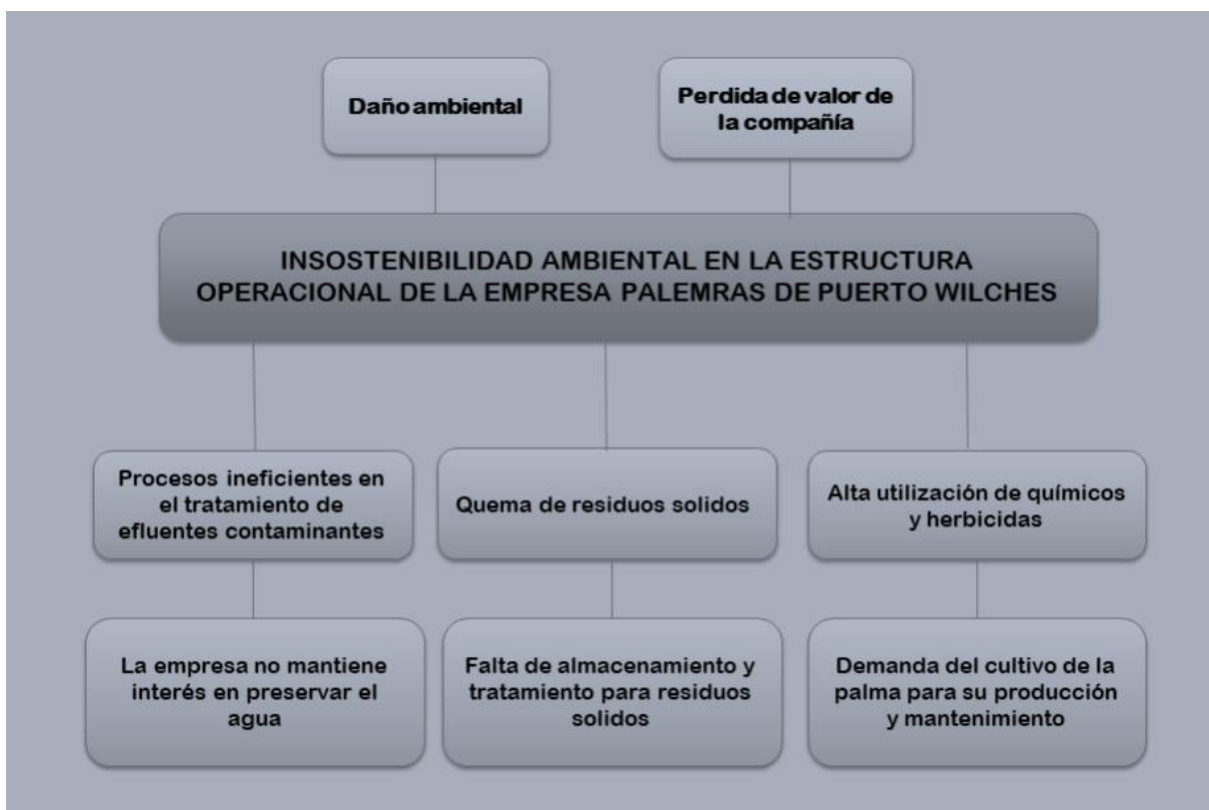 Daño ambiental
Perdida de valor de
la compañía
INSOSTENIBILIDAD AMBIENTAL EN LA ESTRUCTURA
OPERACIONAL DE LA EMPRESA PALEMRAS DE PUERTO WILCHES
Procesos ineficientes en
el tratamiento de
efluentes contaminantes
Quema de residuos solidos
Alta utilización de químicos
y herbicidas
La empresa no mantiene
interés en preservar el
agua
Falta de almacenamiento y
tratamiento para residuos
solidos
Demanda del cultivo de la
palma para su producción
y mantenimiento